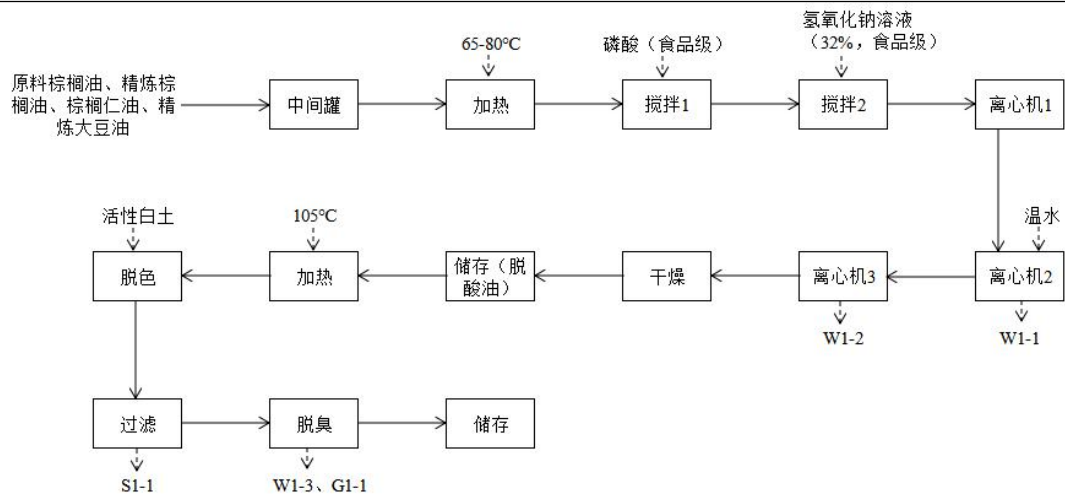 氢氧化钠溶液
（32%，食品级）
65-80℃
磷酸（食品级）
原料棕榈油、精炼棕
榈油、棕榈仁油、精
炼大豆油
中间罐
加热
搅拌1
搅拌2
离心机1
活性白土
105℃
温水
脱色
加热
储存（脱
酸油）
干燥
离心机3
离心机2
W1-2
W1-1
过滤
脱臭
储存
S1-1
W1-3、G1-1